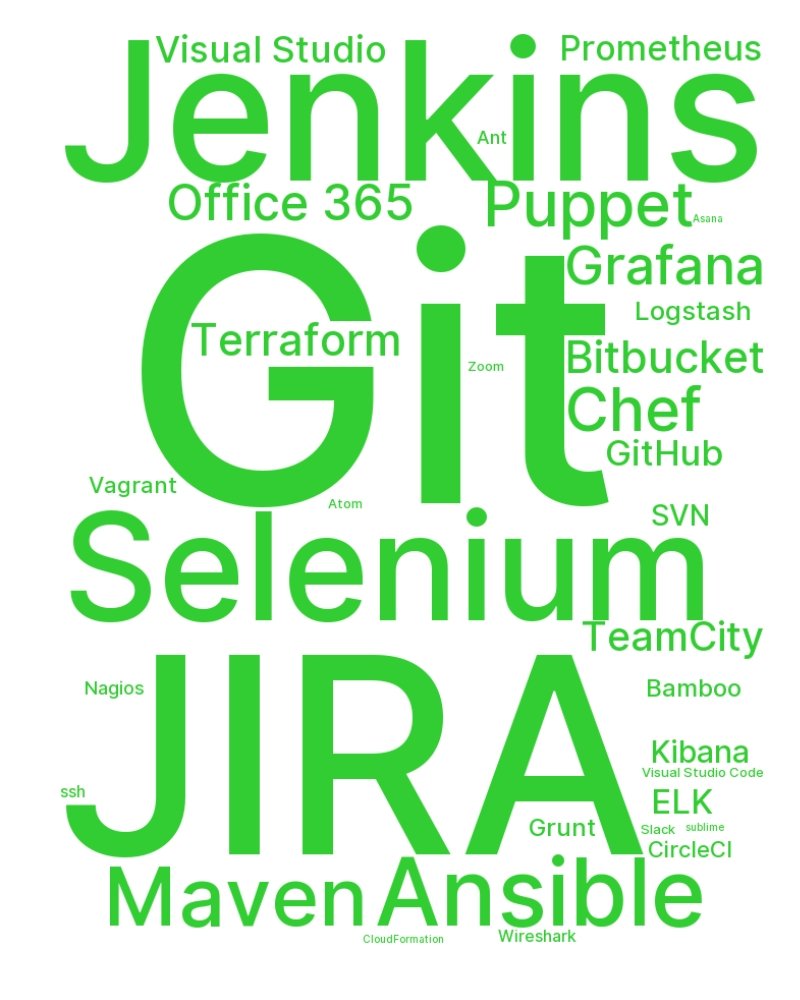 Visual Studio
Prometheus
Jenkins
Ant
Office 365
Puppet
Asana
Git
Grafana
Logstash
Terraform
Bitbucket
Zoom
Chef
GitHub
Vagrant
Atom
SVN
Selenium
TeamCity
JIRA
Nagios
Bamboo
Kibana
Visual Studio Code
ssh
ELK
Grunt
Slack
sublime
CircleCI
Maven
Ansible
CloudFormation
Wireshark